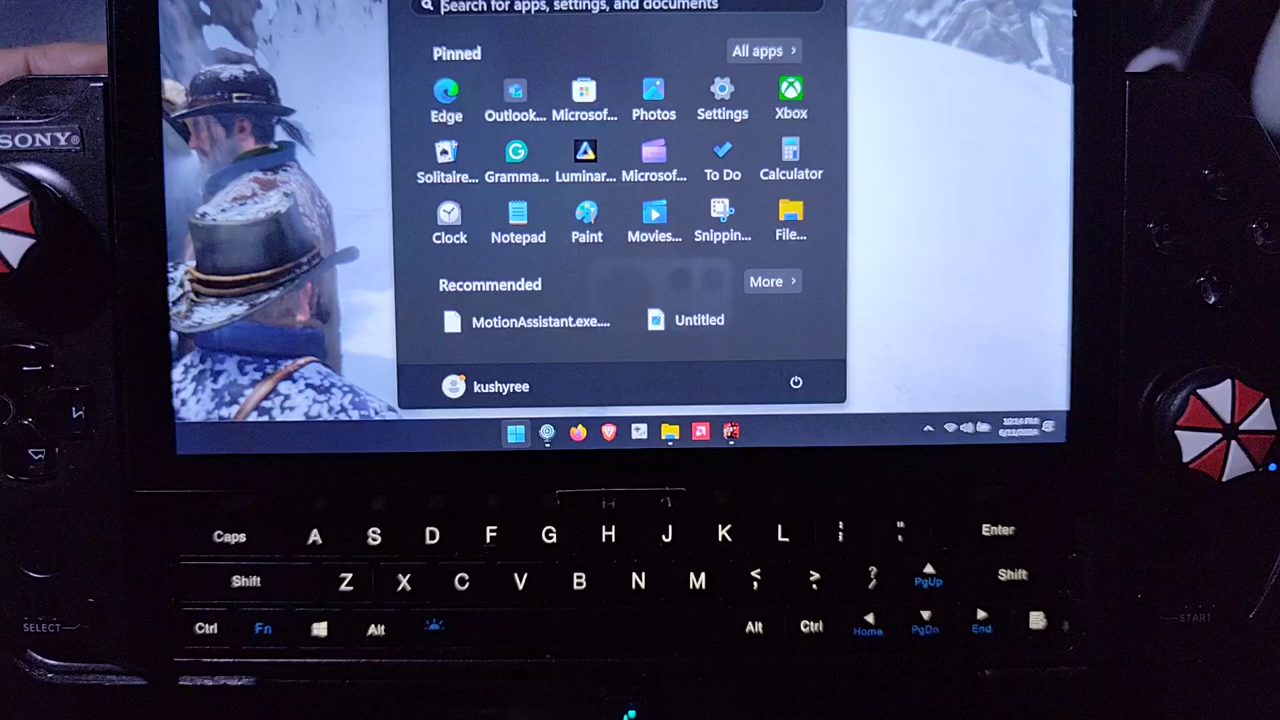 Search for apps, settings, and documents
Pinned
All apps
Edge
Outlook...
Microsof...
Photos
Settings
Xbox
Solitaire...
Gramma...
Luminar...
Microsof...
To Do
Calculator
Clock
Notepad
Paint
Movies...
Snippin...
File...
Recommended
More
MotionAssistant.exe....
Untitled
kushyree
SONY®
Caps A S D F G H J K L : ; " ' Enter
Shift Z X C V B N M < , > . ? / PgUp Shift
Ctrl Fn Alt Alt Ctrl Home PgDn End
SELECT
START